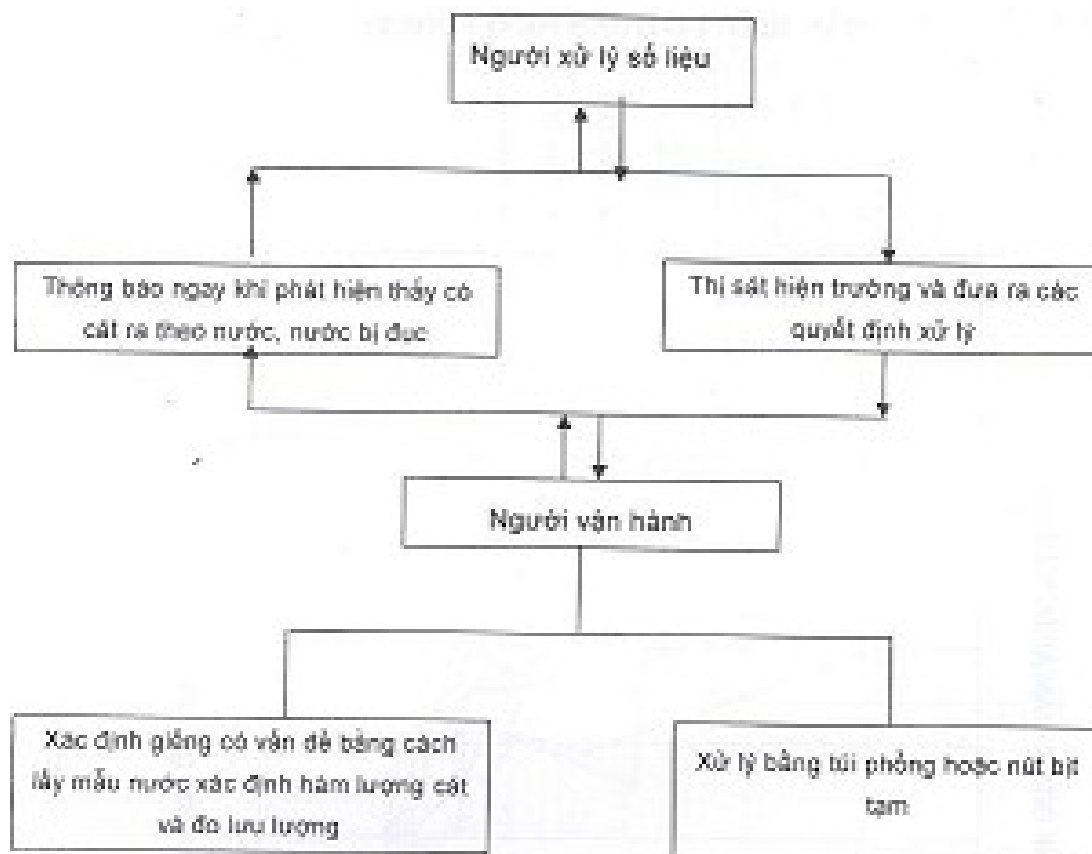 Người xử lý số liệu
Thông báo ngay khi phát hiện thấy có
cát ra theo nước, nước bị đục
Thị sát hiện trường và đưa ra các
quyết định xử lý
Người vận hành
Xác định giếng có vấn đề bằng cách
lấy mẫu nước xác định hàm lượng cát
và đo lưu lượng
Xử lý bằng túi phồng hoặc nút bịt
tạm